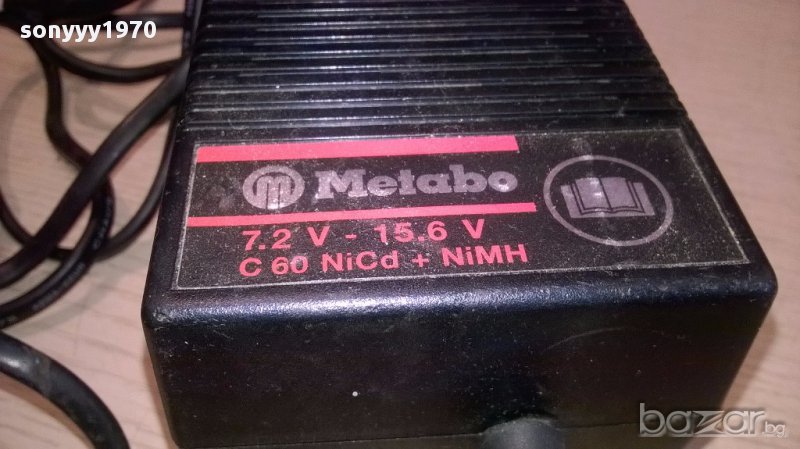 sonyyy1970
Metabo
7.2 V - 15.6 V
C 60 NiCd + NiMH
bazar.bg